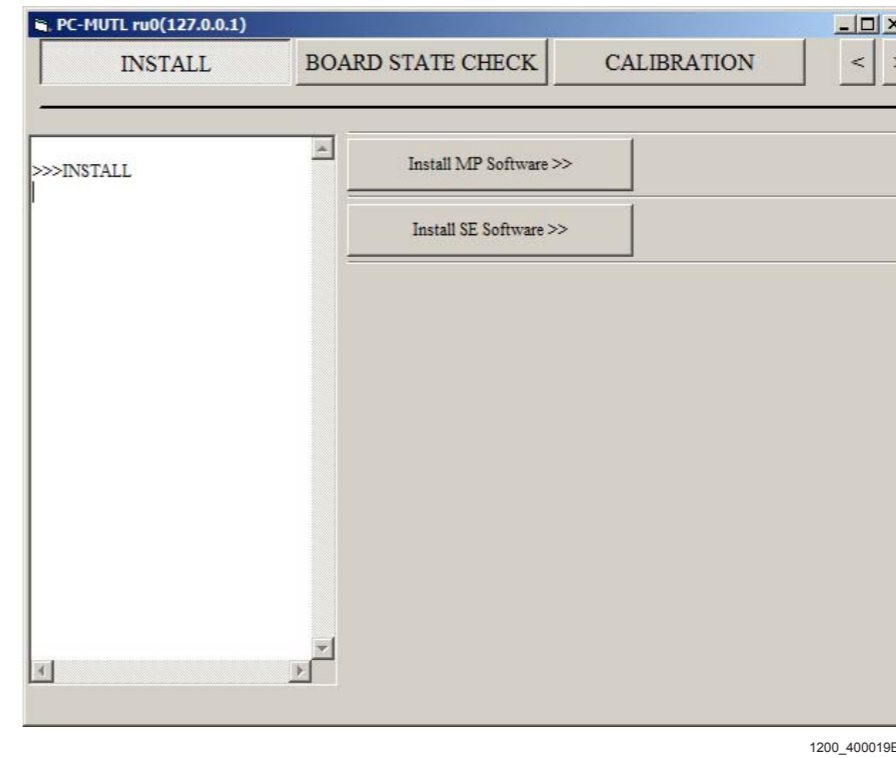 PC-MUTL ru0(127.0.0.1)
INSTALL BOARD STATE CHECK CALIBRATION <
>>>INSTALL
Install MP Software >>
Install SE Software >>
1200_400019E